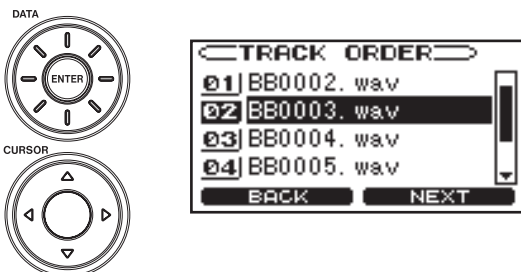 DATA
ENTER
CURSOR
TRACK ORDER
01 BB0002. wav
02 BB0003. wav
03 BB0004. wav
04 BB0005. wav
BACK NEXT